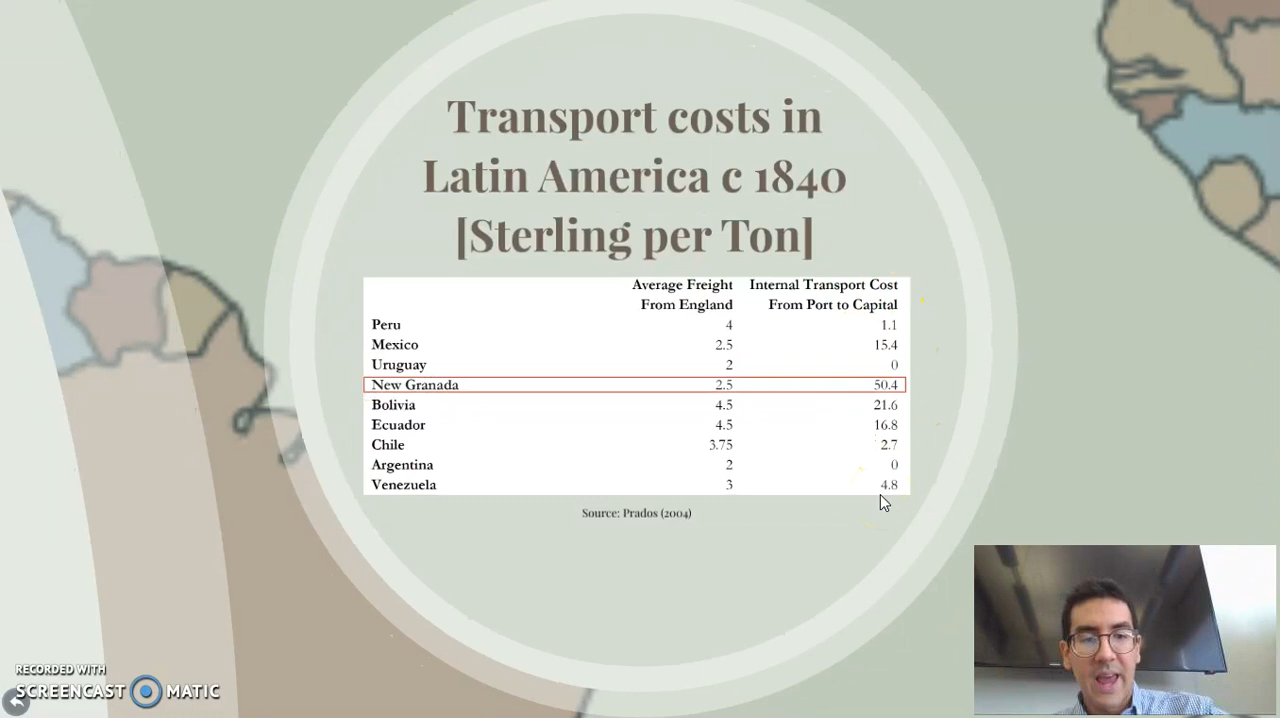 Transport costs in
Latin America c 1840
[Sterling per Ton]
Average Freight Internal Transport Cost
From England From Port to Capital
Peru 4 1.1
Mexico 2.5 15.4
Uruguay 2 0
New Granada 2.5 50.4
Bolivia 4.5 21.6
Ecuador 4.5 16.8
Chile 3.75 2.7
Argentina 2 0
Venezuela 3 4.8
Source: Prados (2004)
RECORDED WITH
SCREENCAST MATIC